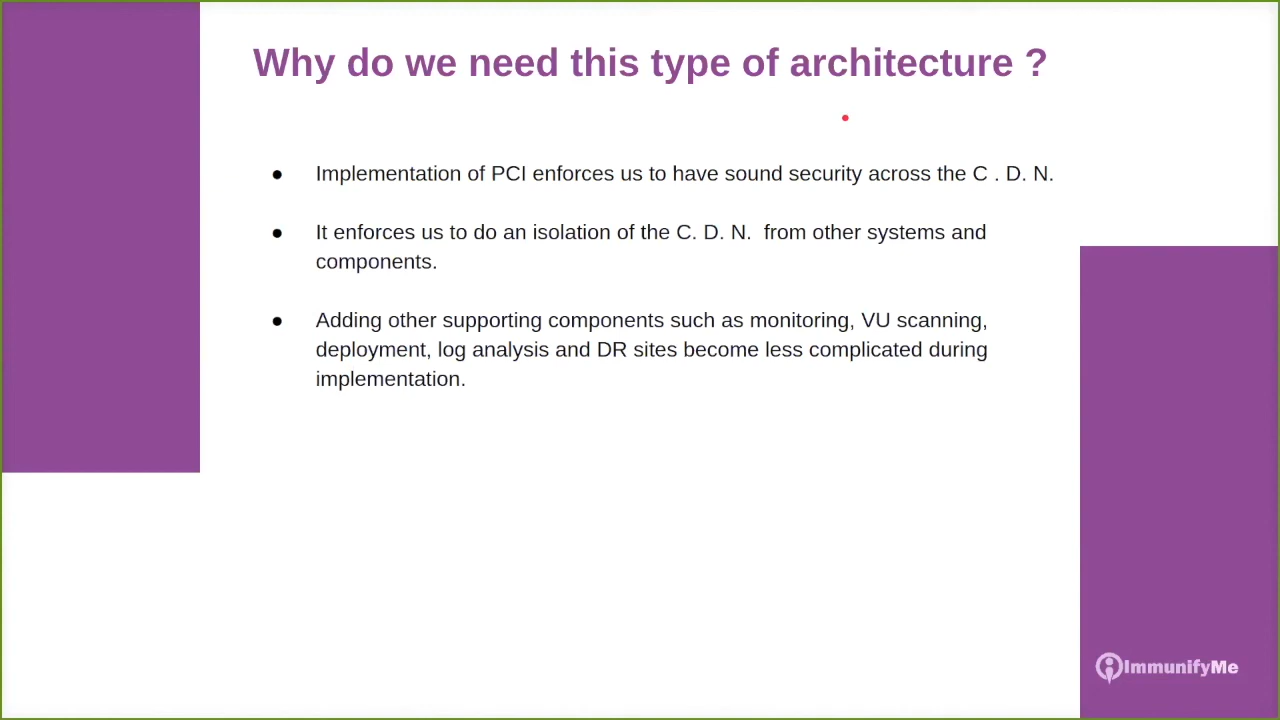 Why do we need this type of architecture ?
● Implementation of PCI enforces us to have sound security across the C . D. N.
● It enforces us to do an isolation of the C. D. N.  from other systems and
components.
● Adding other supporting components such as monitoring, VU scanning,
deployment, log analysis and DR sites become less complicated during
implementation.
ImmunifyMe